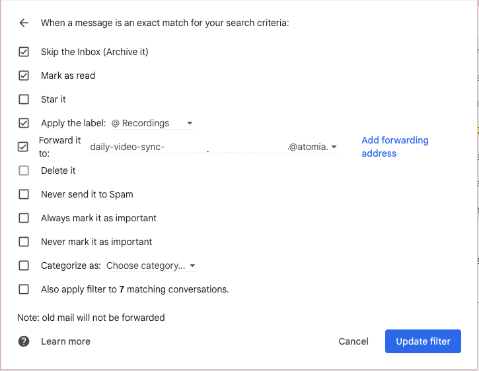 When a message is an exact match for your search criteria:
Skip the Inbox (Archive it)
Mark as read
Star it
Apply the label: @ Recordings
Forward it to: daily-video-sync- @atomia.
Add forwarding address
Delete it
Never send it to Spam
Always mark it as important
Never mark it as important
Categorize as: Choose category...
Also apply filter to 7 matching conversations.
Note: old mail will not be forwarded
Learn more
Cancel
Update filter